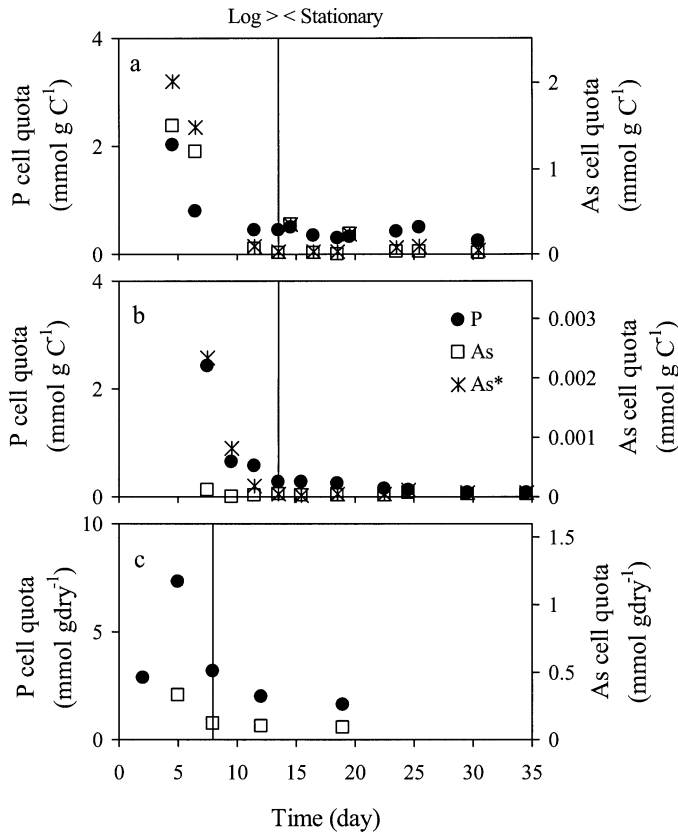 Log > < Stationary
4
2
0
a
2
1
0
P cell quota
(mmol g C⁻¹)
As cell quota
(mmol g C⁻¹)
4
2
0
b
P
As
As*
0.003
0.002
0.001
0
P cell quota
(mmol g C⁻¹)
As cell quota
(mmol g C⁻¹)
10
5
0
c
1.5
1
0.5
0
P cell quota
(mmol gdry⁻¹)
As cell quota
(mmol gdry⁻¹)
0 5 10 15 20 25 30 35
Time (day)